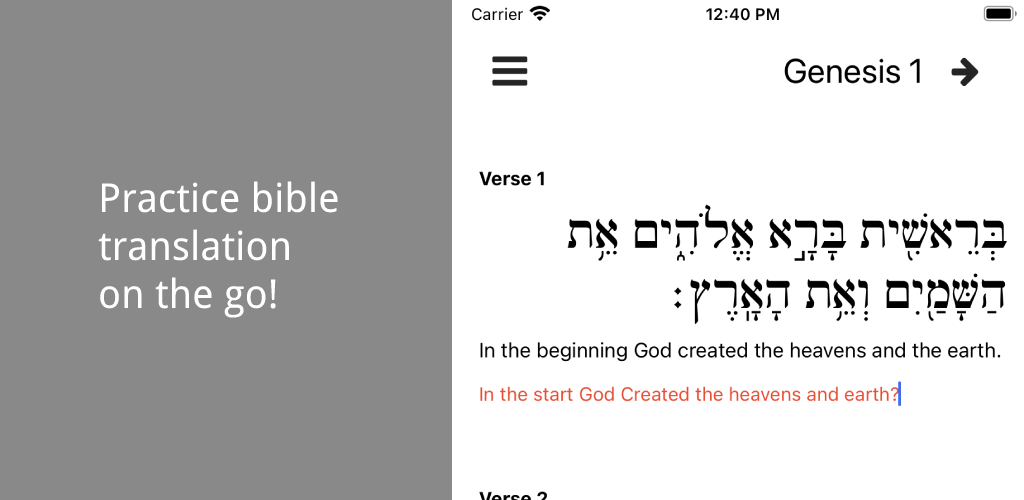 Practice bible
translation
on the go!
Carrier 12:40 PM
Genesis 1
Verse 1
בְּרֵאשִׁ֖ית בָּרָ֣א אֱלֹהִ֑ים אֵ֥ת
הַשָּׁמַ֖יִם וְאֵ֥ת הָאָֽרֶץ׃
In the beginning God created the heavens and the earth.
In the start God Created the heavens and earth?
Verse 2